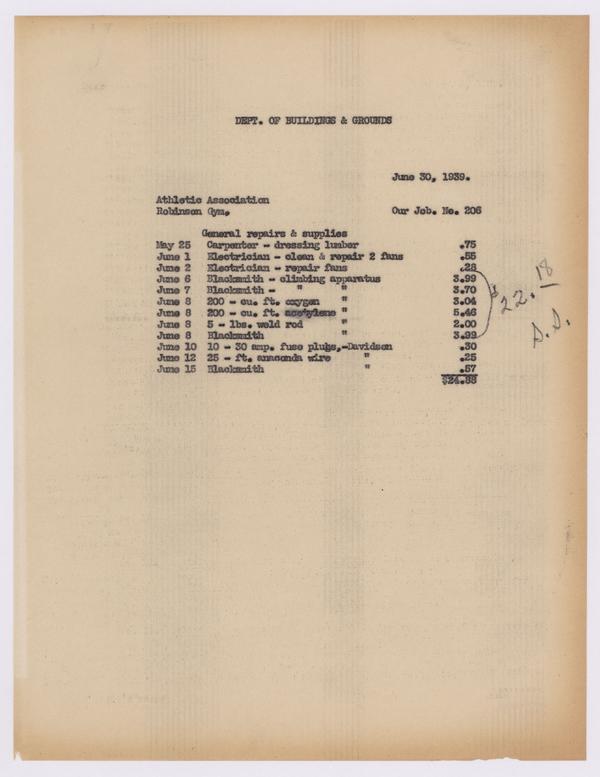 DEPT. OF BUILDINGS & GROUNDS
June 30, 1939.
Athletic Association
Robinson Gym. Our Job. No. 206
General repairs & supplies
May 25 Carpenter - dressing lumber .75
June 1 Electrician - clean & repair 2 fans .55
June 2 Electrician - repair fans .28
June 6 Blacksmith - climbing apparatus 3.99
June 7 Blacksmith - " " 3.70
June 8 200 - cu. ft. oxygen " 3.04
June 8 200 - cu. ft. acetylene " 5.46
June 8 5 - lbs. weld rod " 2.00
June 8 Blacksmith " 3.99
June 10 10 - 30 amp. fuse plugs,-Davidson .30
June 12 25 - ft. anaconda wire " .25
June 15 Blacksmith " .57
$24.88
$22.18